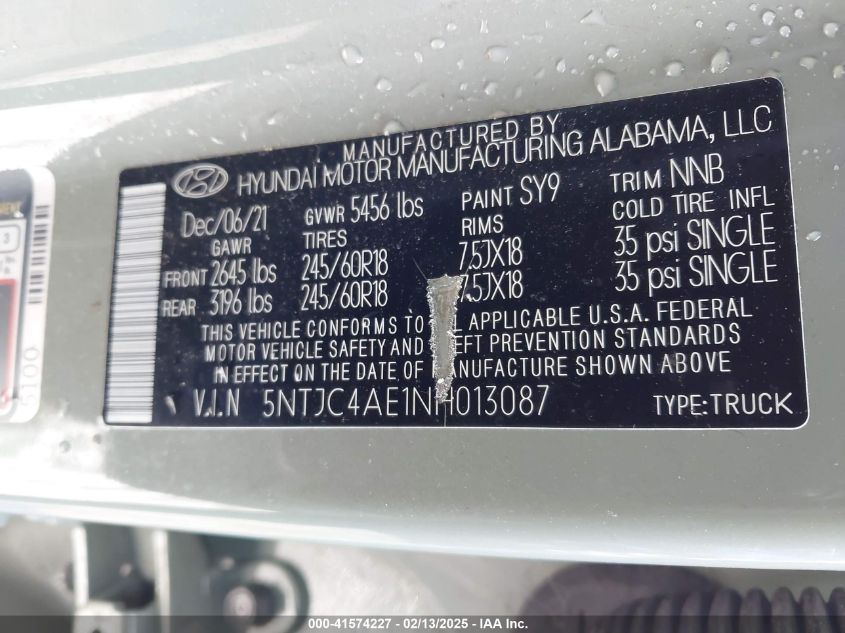 MANUFACTURED BY
HYUNDAI MOTOR MANUFACTURING ALABAMA, LLC
Dec/06/21 GVWR 5456 lbs PAINT SY9 TRIM NNB
GAWR TIRES RIMS COLD TIRE INFL
FRONT 2645 lbs 245/60R18 7.5JX18 35 psi SINGLE
REAR 3196 lbs 245/60R18 7.5JX18 35 psi SINGLE
THIS VEHICLE CONFORMS TO APPLICABLE U.S.A. FEDERAL
MOTOR VEHICLE SAFETY AND THEFT PREVENTION STANDARDS
IN EFFECT ON THE DATE OF MANUFACTURE SHOWN ABOVE
V.I.N 5NTJC4AE1NH013087 TYPE:TRUCK
000-41574227 - 02/13/2025 - IAA Inc.